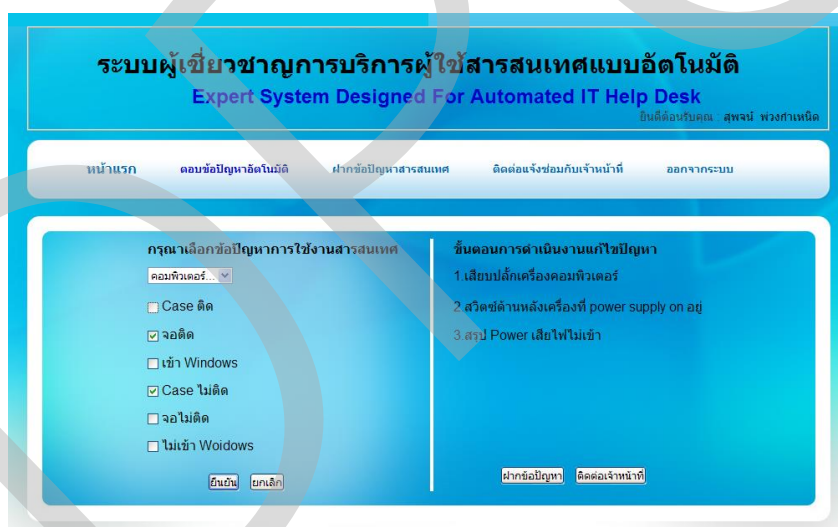 ระบบผู้เชี่ยวชาญการบริการผู้ใช้สารสนเทศแบบอัตโนมัติ
Expert System Designed For Automated IT Help Desk
ยินดีต้อนรับคุณ : สุพจน์ พ่วงกำเหนิด
หน้าแรก ตอบข้อปัญหาอัตโนมัติ ฝากข้อปัญหาสารสนเทศ ติดต่อแจ้งซ่อมกับเจ้าหน้าที่ ออกจากระบบ
กรุณาเลือกข้อปัญหาการใช้งานสารสนเทศ
คอมพิวเตอร์...
Case ติด
จอติด
เข้า Windows
Case ไม่ติด
จอไม่ติด
ไม่เข้า Woidows
ยืนยัน ยกเลิก
ขั้นตอนการดำเนินงานแก้ไขปัญหา
1.เสียบปลั๊กเครื่องคอมพิวเตอร์
2.สวิตซ์ด้านหลังเครื่องที่ power supply on อยู่
3.สรุป Power เสียไฟไม่เข้า
ฝากข้อปัญหา ติดต่อเจ้าหน้าที่